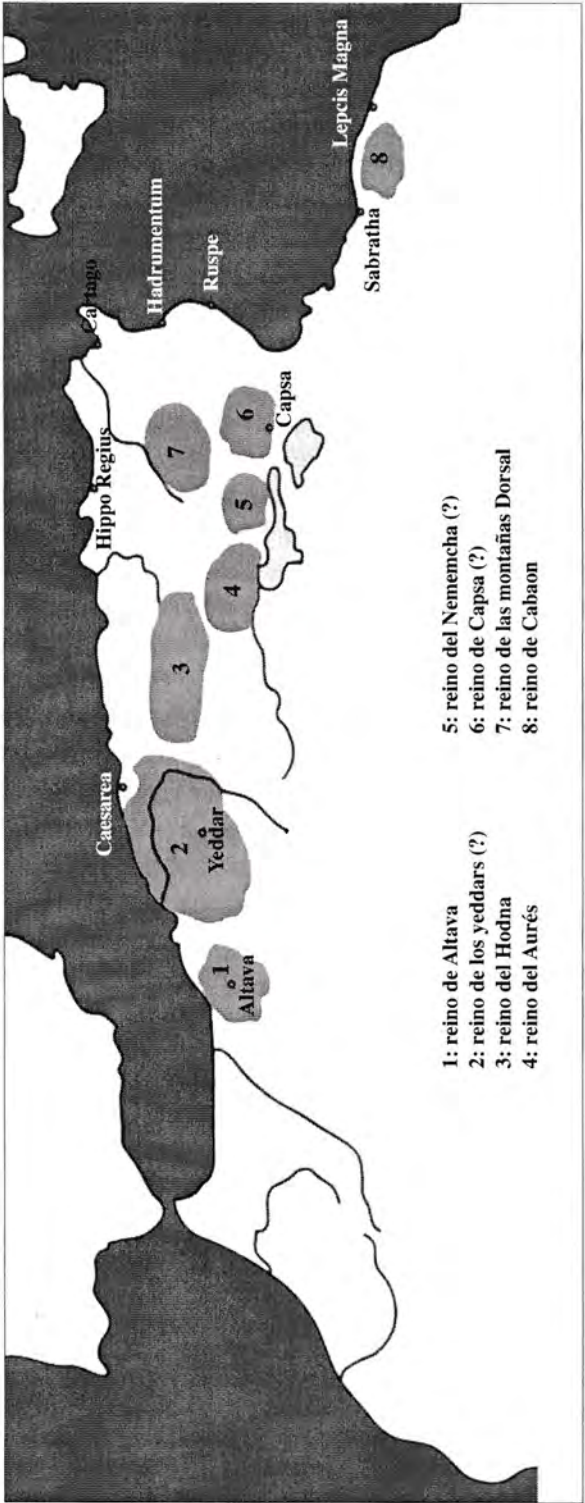 Caesarea
Hippo Regius
Cartago
Hadrumentum
Ruspe
Lepcis Magna
Sabratha
Capsa
1
Altava
2
Yeddar
3
4
5
6
7
8
1: reino de Altava
2: reino de los yeddars (?)
3: reino del Hodna
4: reino del Aurés
5: reino del Nememcha (?)
6: reino de Capsa (?)
7: reino de las montañas Dorsal
8: reino de Cabaon